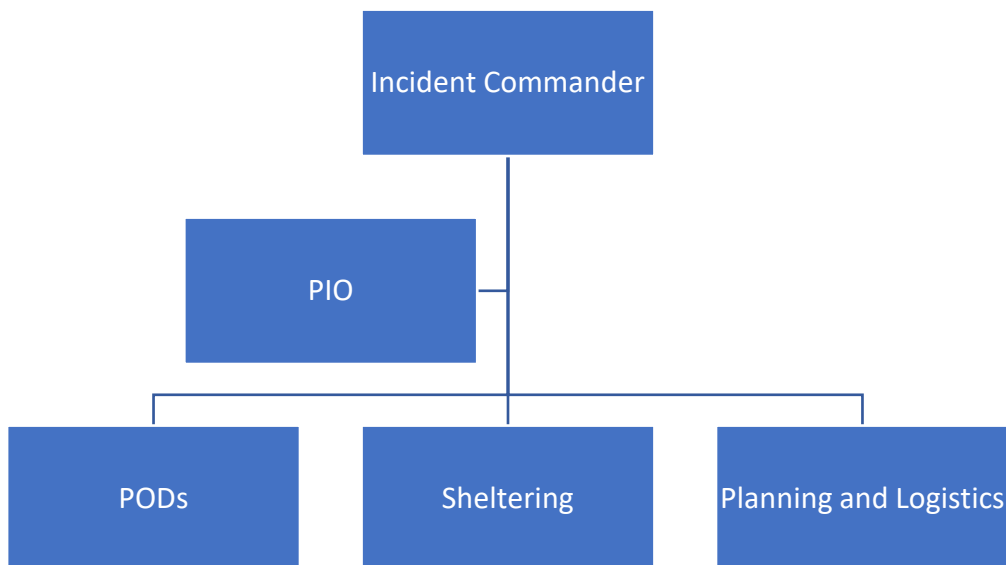 Incident Commander
PIO
PODs
Sheltering
Planning and Logistics